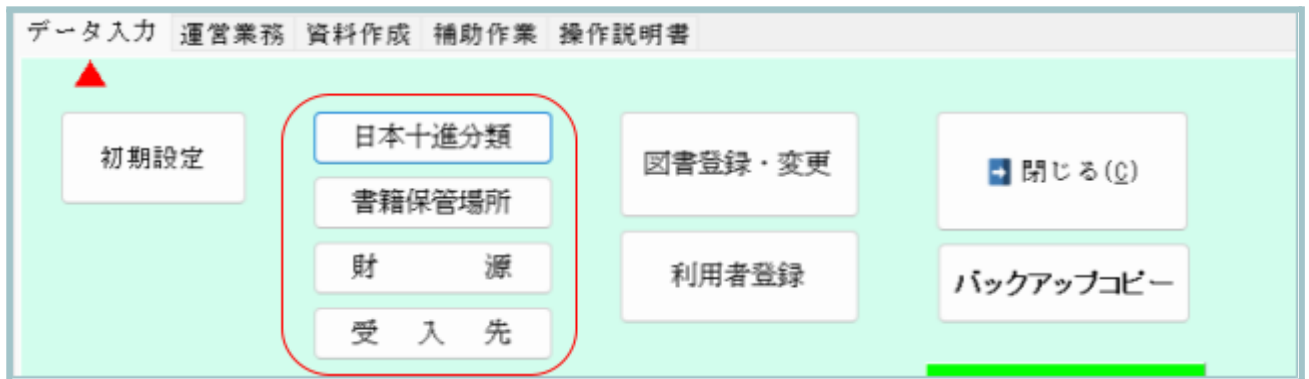 データ入力 運営業務 資料作成 補助作業 操作説明書
初期設定
日本十進分類
書籍保管場所
財 源
受 入 先
図書登録・変更
利用者登録
閉じる(C)
バックアップコピー